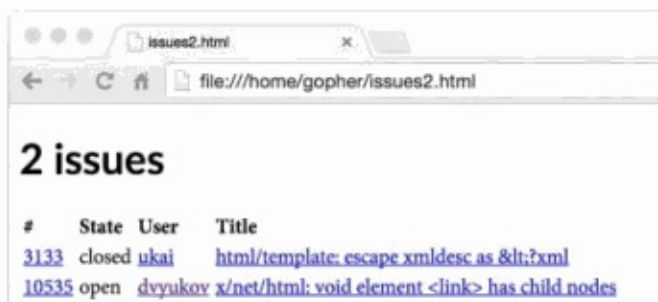 issues2.html
file:///home/gopher/issues2.html
2 issues
# State User Title
3133 closed ukai html/template: escape xmldesc as &lt;?xml
10535 open dvyukov x/net/html: void element <link> has child nodes